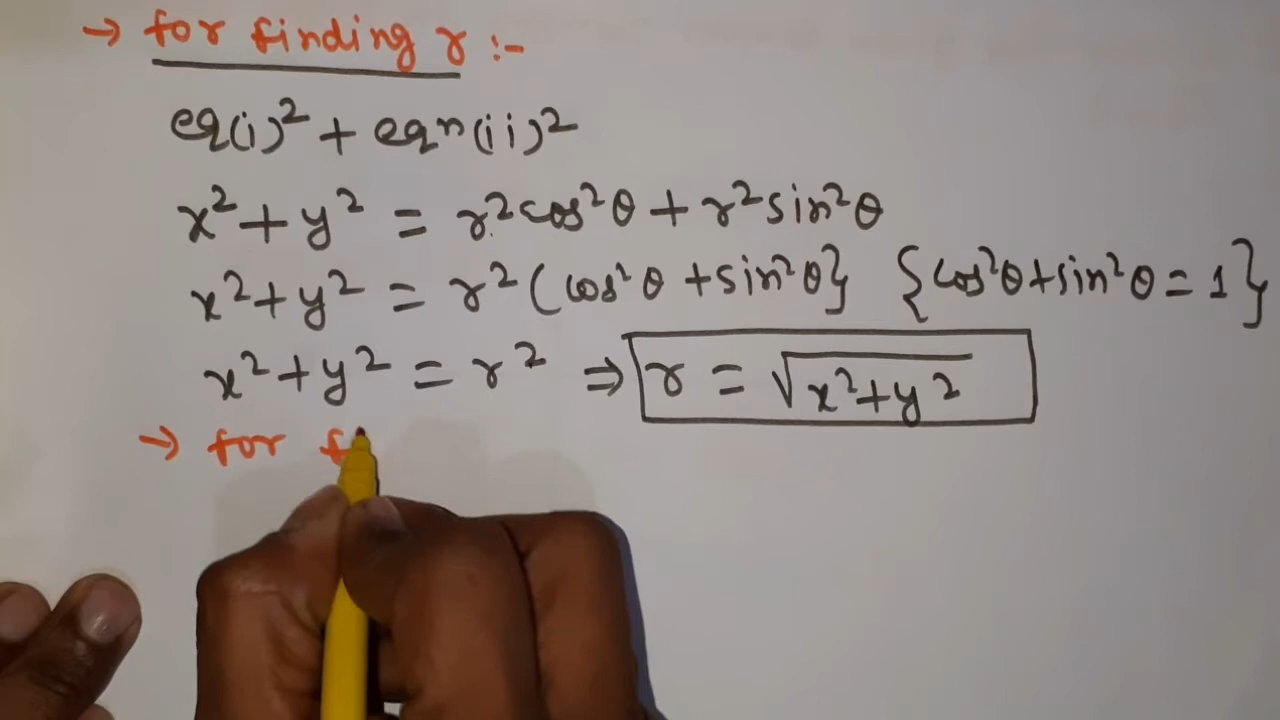 → for finding r :-
eq(i)² + eqⁿ(ii)²
x² + y² = r²cos²θ + r²sin²θ
x² + y² = r² (cos²θ + sin²θ} {cos²θ + sin²θ = 1}
x² + y² = r² ⇒ r = √x² + y²
→ for f